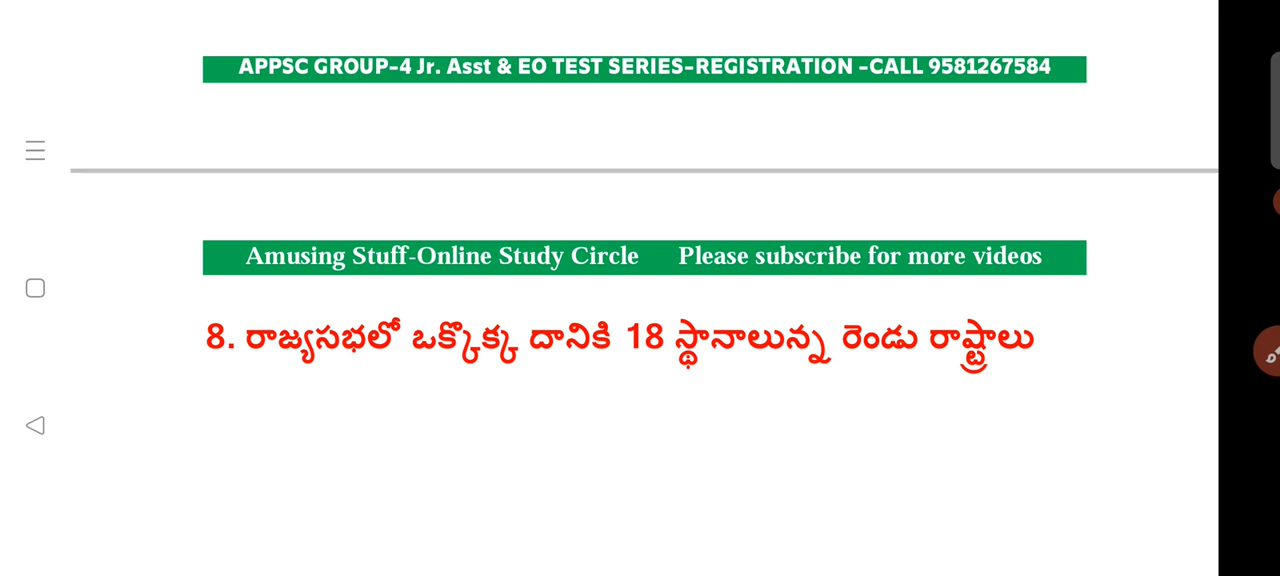 APPSC GROUP-4 Jr. Asst & EO TEST SERIES-REGISTRATION -CALL 9581267584
Amusing Stuff-Online Study Circle Please subscribe for more videos
8. రాజ్యసభలో ఒక్కొక్క దానికి 18 స్థానాలున్న రెండు రాష్ట్రాలు